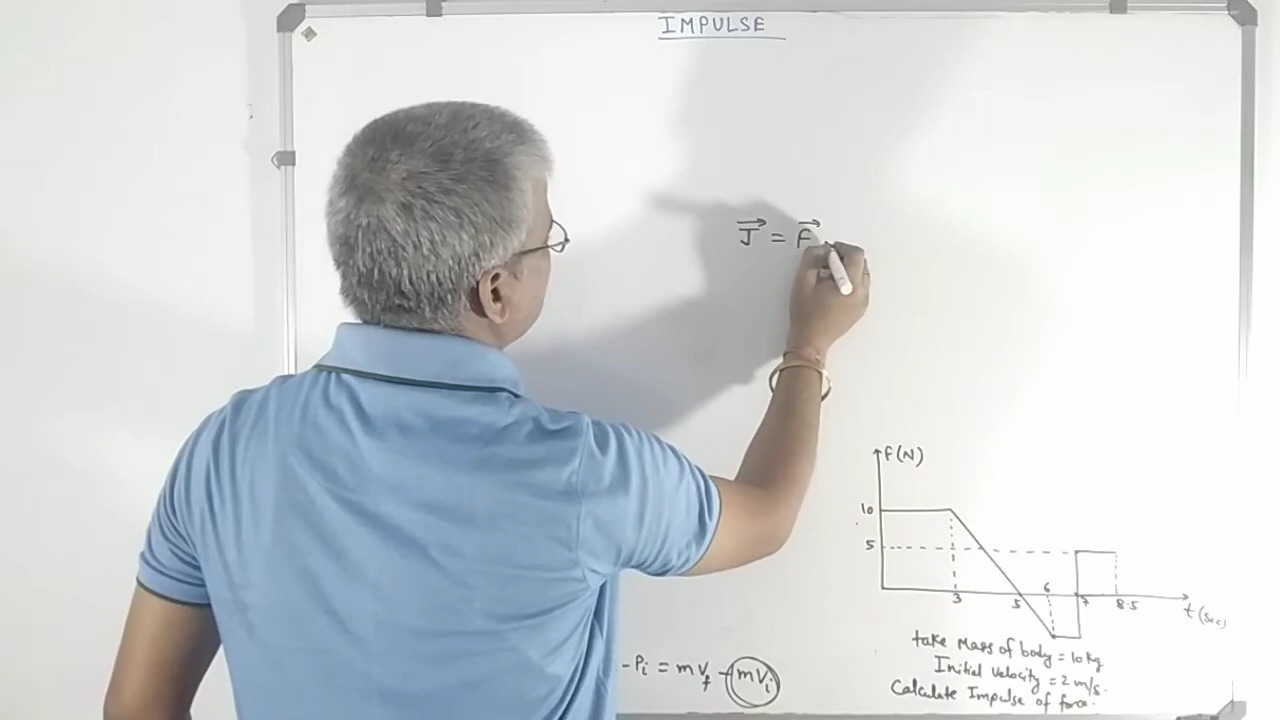 IMPULSE
J = F
F(N)
10
5
3
5
6
7
8.5
t (sec)
take Mass of body = 10 kg
Initial velocity = 2 m/s.
Calculate Impulse of force.
- Pi = m Vf - mVi